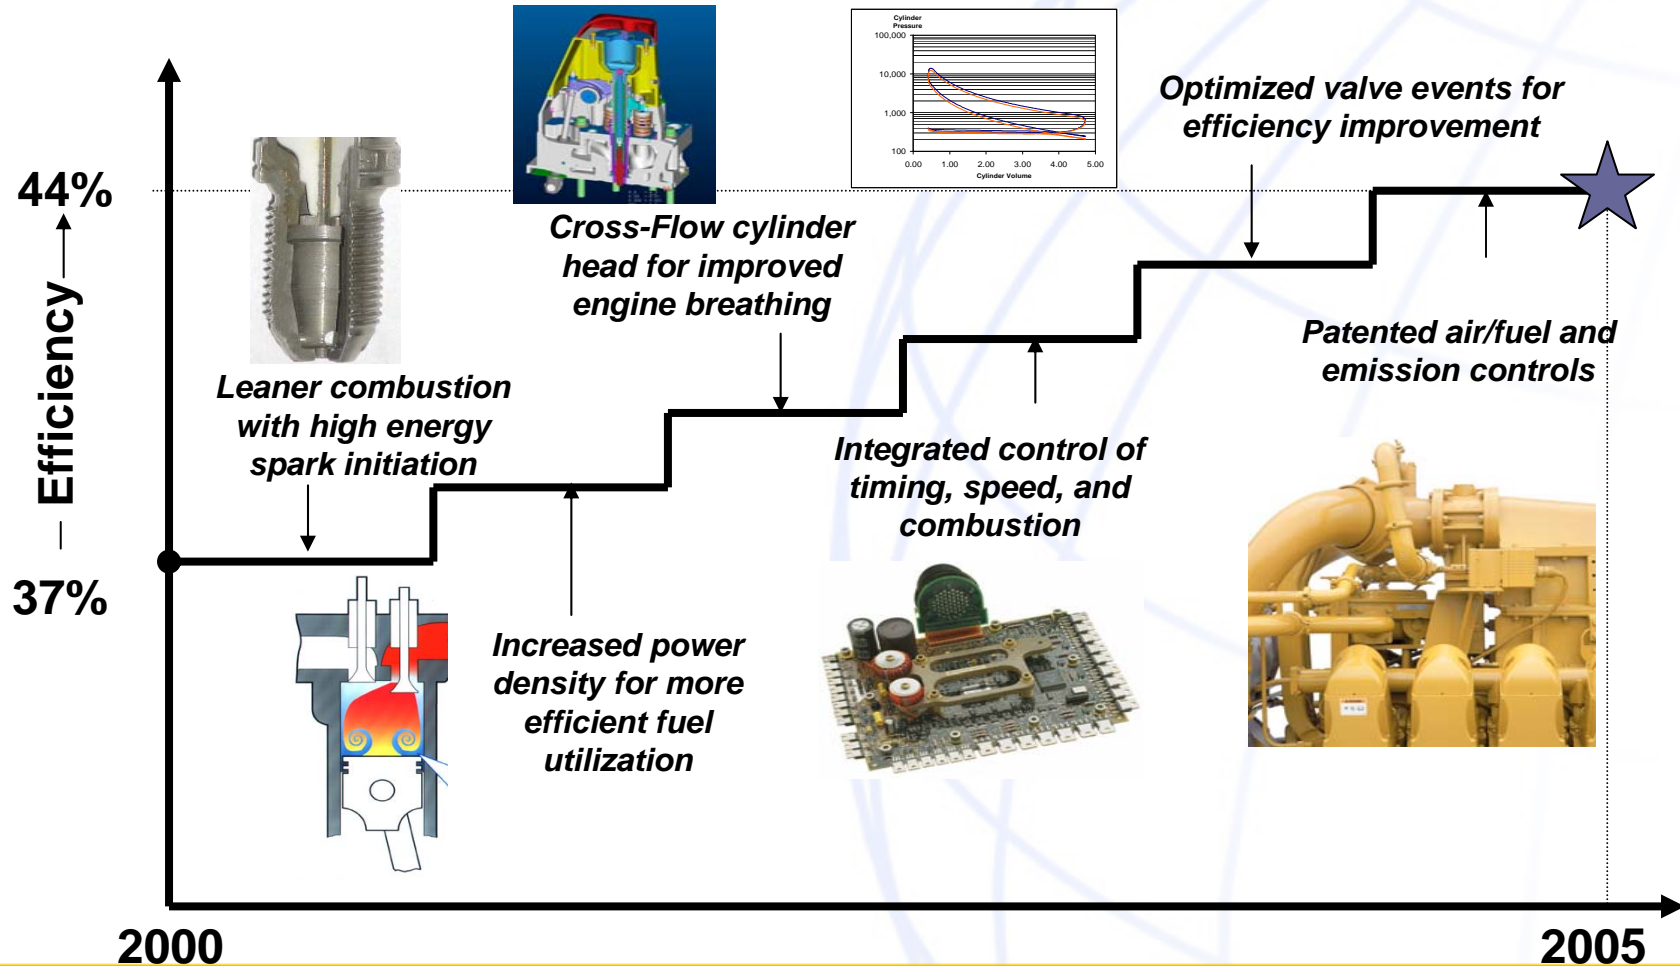 Cylinder
Pressure
100,000
10,000
1,000
100
0.00 1.00 2.00 3.00 4.00 5.00
Cylinder Volume
Optimized valve events for
efficiency improvement
44%
Efficiency
37%
Cross-Flow cylinder
head for improved
engine breathing
Patented air/fuel and
emission controls
Leaner combustion
with high energy
spark initiation
Integrated control of
timing, speed, and
combustion
Increased power
density for more
efficient fuel
utilization
2000
2005